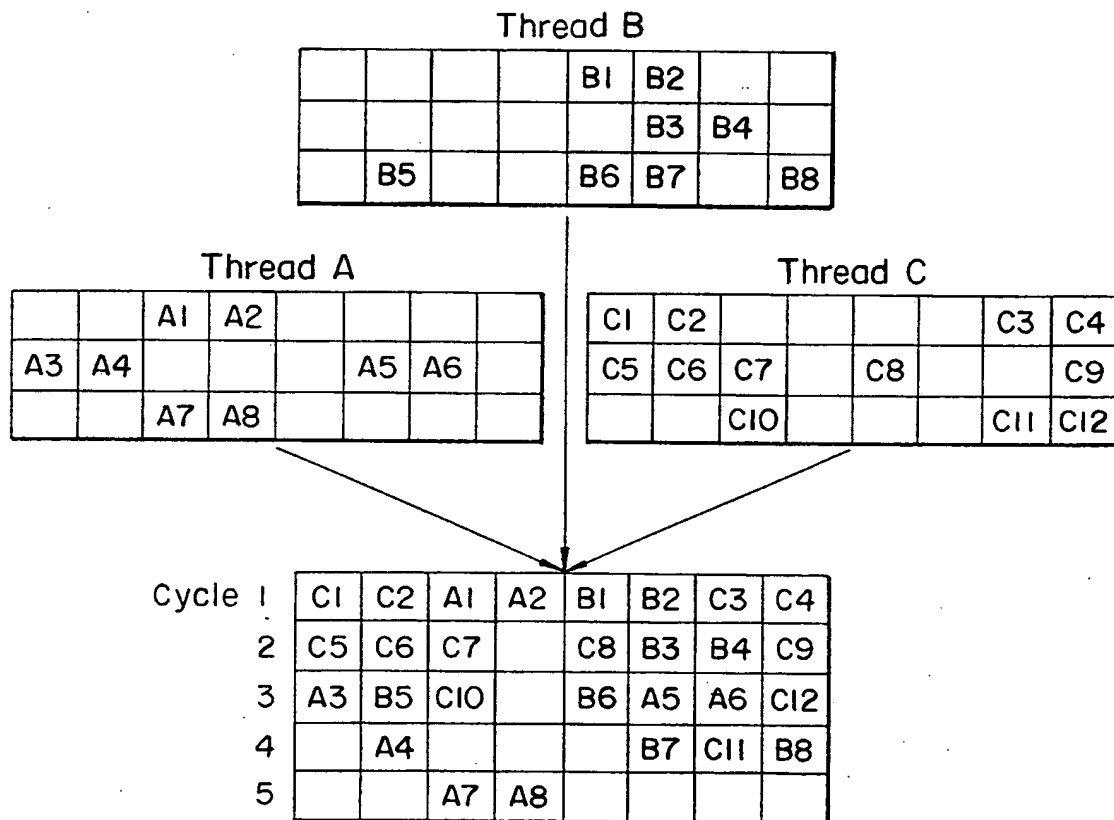 Thread B
B1 B2
B3 B4
B5 B6 B7 B8
Thread A
A1 A2
A3 A4 A5 A6
A7 A8
Thread C
C1 C2 C3 C4
C5 C6 C7 C8 C9
C10 C11 C12
Cycle 1 C1 C2 A1 A2 B1 B2 C3 C4
2 C5 C6 C7 C8 B3 B4 C9
3 A3 B5 C10 B6 A5 A6 C12
4 A4 B7 C11 B8
5 A7 A8